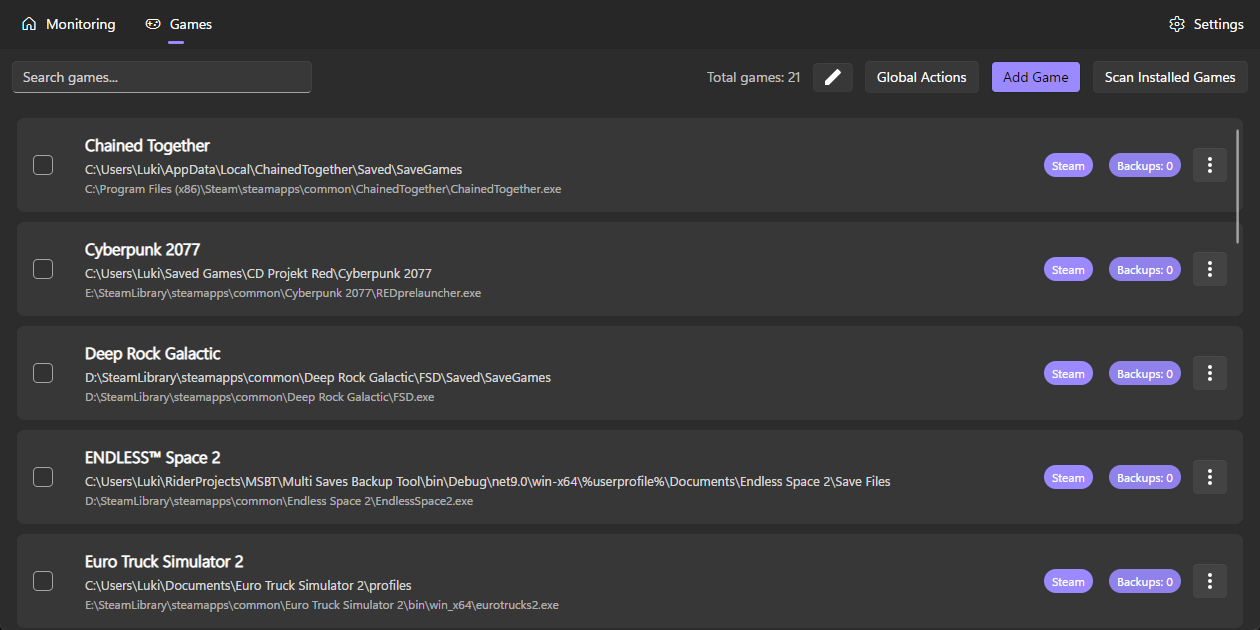 Monitoring Games Settings
Search games... Total games: 21 Global Actions Add Game Scan Installed Games
Chained Together
C:\Users\Luki\AppData\Local\ChainedTogether\Saved\SaveGames
C:\Program Files (x86)\Steam\steamapps\common\ChainedTogether\ChainedTogether.exe
Steam Backups: 0
Cyberpunk 2077
C:\Users\Luki\Saved Games\CD Projekt Red\Cyberpunk 2077
E:\SteamLibrary\steamapps\common\Cyberpunk 2077\REDprelauncher.exe
Steam Backups: 0
Deep Rock Galactic
D:\SteamLibrary\steamapps\common\Deep Rock Galactic\FSD\Saved\SaveGames
D:\SteamLibrary\steamapps\common\Deep Rock Galactic\FSD.exe
Steam Backups: 0
ENDLESS™ Space 2
C:\Users\Luki\RiderProjects\MSBT\Multi Saves Backup Tool\bin\Debug\net9.0\win-x64\%userprofile%\Documents\Endless Space 2\Save Files
D:\SteamLibrary\steamapps\common\Endless Space 2\EndlessSpace2.exe
Steam Backups: 0
Euro Truck Simulator 2
C:\Users\Luki\Documents\Euro Truck Simulator 2\profiles
E:\SteamLibrary\steamapps\common\Euro Truck Simulator 2\bin\win_x64\eurotrucks2.exe
Steam Backups: 0